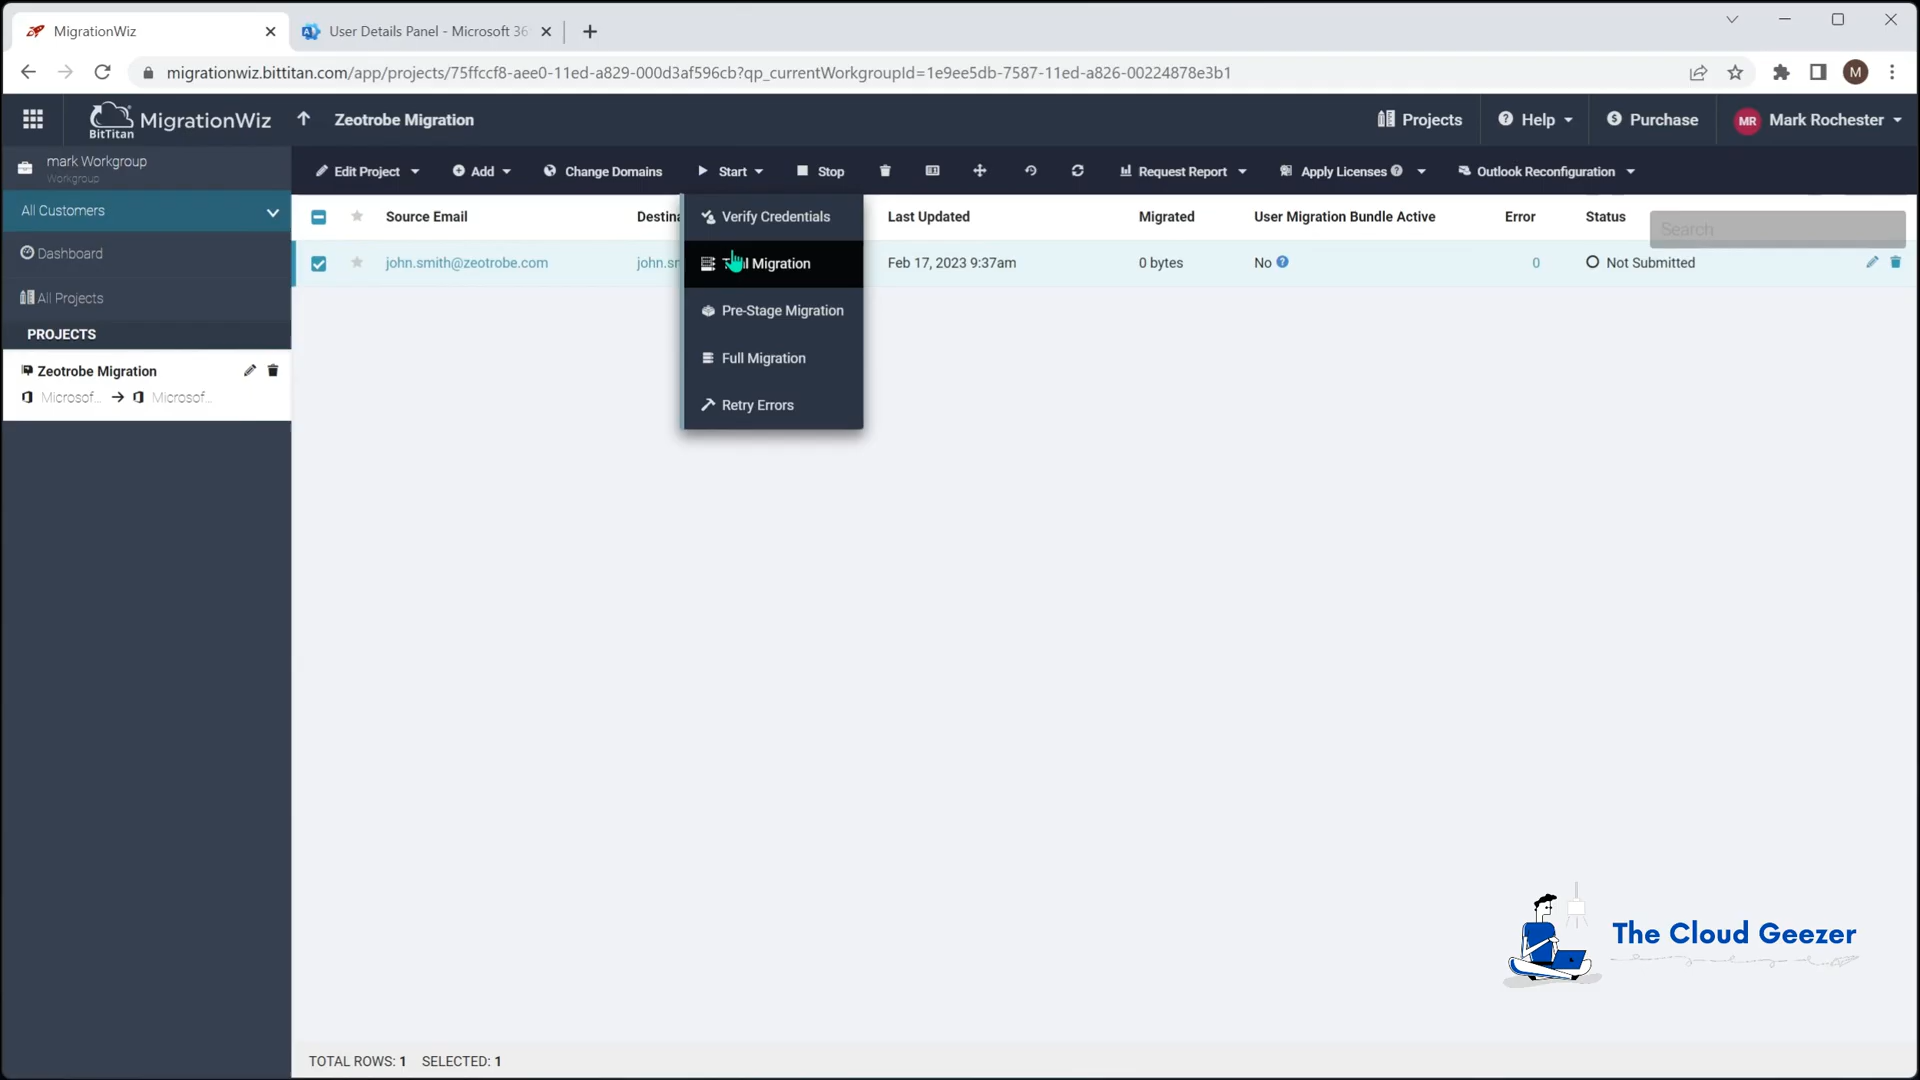 MigrationWiz
User Details Panel - Microsoft 36
migrationwiz.bittitan.com/app/projects/75ffccf8-aee0-11ed-a829-000d3af596cb?qp_currentWorkgroupId=1e9ee5db-7587-11ed-a826-00224878e3b1
M
BitTitan
MigrationWiz
Zeotrobe Migration
Projects
Help
Purchase
MR
Mark Rochester
mark Workgroup
Workgroup
All Customers
Dashboard
All Projects
PROJECTS
Zeotrobe Migration
Microsof... → Microsof...
Edit Project
Add
Change Domains
Start
Stop
Request Report
Apply Licenses
Outlook Reconfiguration
Source Email
Destina
Last Updated
Migrated
User Migration Bundle Active
Error
Status
Search
john.smith@zeotrobe.com
john.sr
Feb 17, 2023 9:37am
0 bytes
No
0
Not Submitted
Verify Credentials
Migration
Pre-Stage Migration
Full Migration
Retry Errors
The Cloud Geezer
TOTAL ROWS: 1 SELECTED: 1